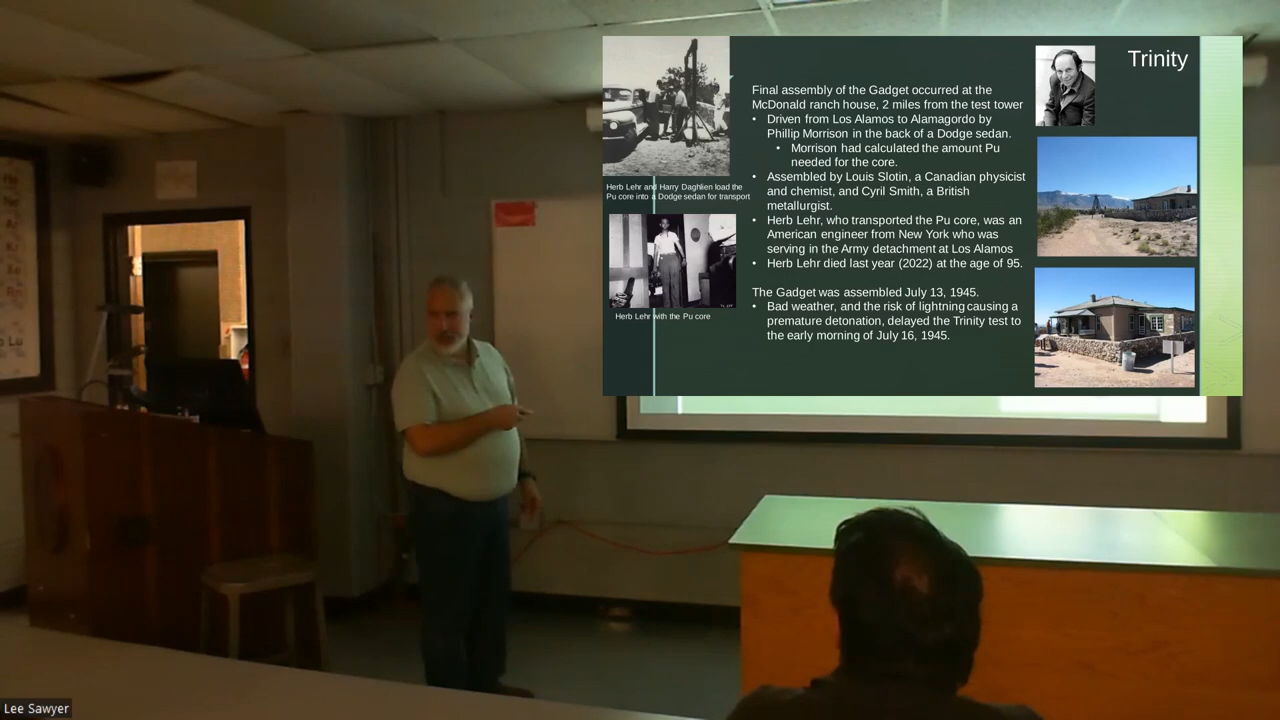 Trinity
Final assembly of the Gadget occurred at the
McDonald ranch house, 2 miles from the test tower
• Driven from Los Alamos to Alamagordo by
Phillip Morrison in the back of a Dodge sedan.
• Morrison had calculated the amount Pu
needed for the core.
• Assembled by Louis Slotin, a Canadian physicist
and chemist, and Cyril Smith, a British
metallurgist.
• Herb Lehr, who transported the Pu core, was an
American engineer from New York who was
serving in the Army detachment at Los Alamos
• Herb Lehr died last year (2022) at the age of 95.
The Gadget was assembled July 13, 1945.
• Bad weather, and the risk of lightning causing a
premature detonation, delayed the Trinity test to
the early morning of July 16, 1945.
Herb Lehr and Harry Daghlien load the
Pu core into a Dodge sedan for transport
Herb Lehr with the Pu core
Lu
Lee Sawyer